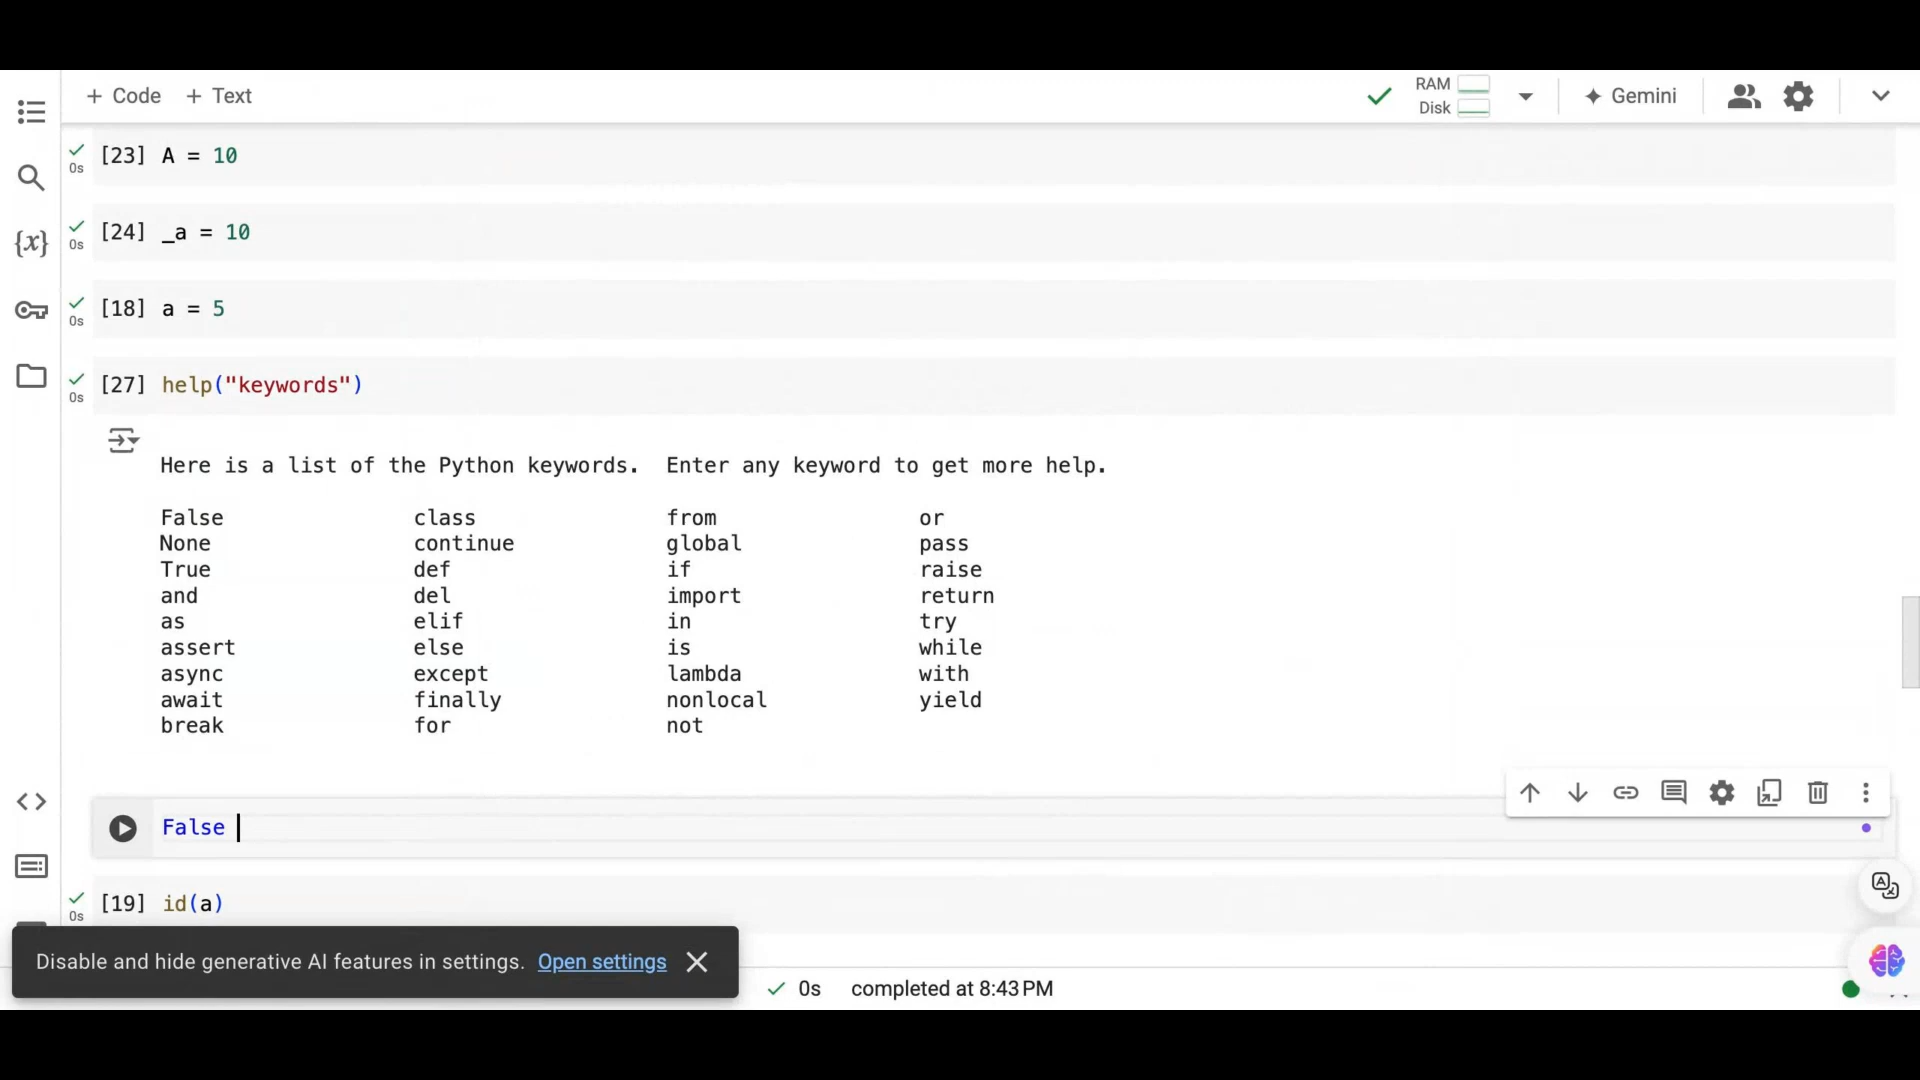 + Code + Text
RAM
Disk
Gemini
{x}
0s
[23] A = 10
0s
[24] _a = 10
0s
[18] a = 5
0s
[27] help("keywords")
Here is a list of the Python keywords.  Enter any keyword to get more help.
False class from or
None continue global pass
True def if raise
and del import return
as elif in try
assert else is while
async except lambda with
await finally nonlocal yield
break for not
False
0s
[19] id(a)
Disable and hide generative AI features in settings. Open settings
0s completed at 8:43 PM